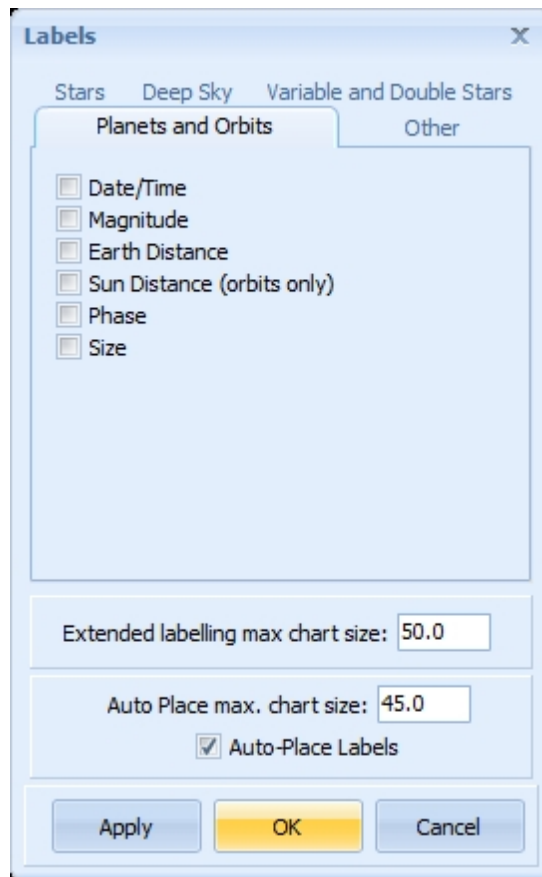 Labels
Stars Deep Sky Variable and Double Stars
Planets and Orbits Other
Date/Time
Magnitude
Earth Distance
Sun Distance (orbits only)
Phase
Size
Extended labelling max chart size: 50.0
Auto Place max. chart size: 45.0
Auto-Place Labels
Apply OK Cancel